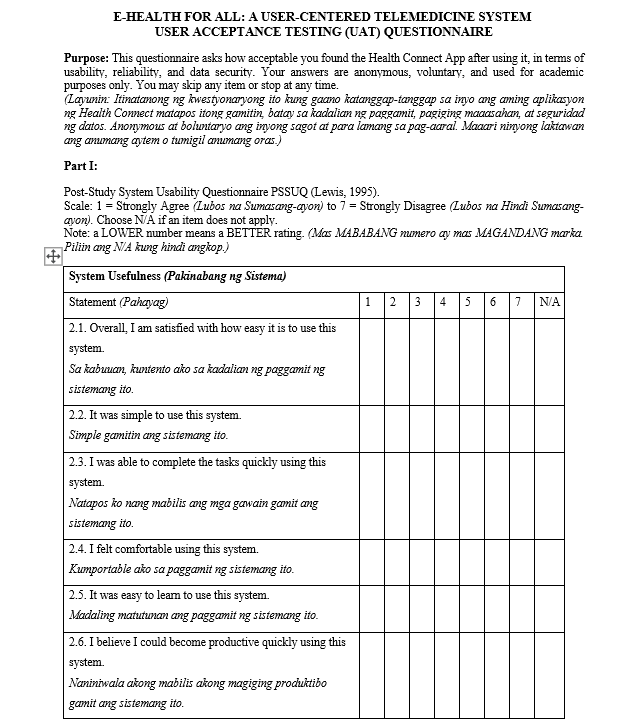 E-HEALTH FOR ALL: A USER-CENTERED TELEMEDICINE SYSTEM
USER ACCEPTANCE TESTING (UAT) QUESTIONNAIRE
Purpose: This questionnaire asks how acceptable you found the Health Connect App after using it, in terms of
usability, reliability, and data security. Your answers are anonymous, voluntary, and used for academic
purposes only. You may skip any item or stop at any time.
(Layunin: Itinatanong ng kwestyonaryong ito kung gaano katanggap-tanggap sa inyo ang aming aplikasyon
ng Health Connect matapos itong gamitin, batay sa kadalian ng paggamit, pagiging maaasahan, at seguridad
ng datos. Anonymous at boluntaryo ang inyong sagot at para lamang sa pag-aaral. Maaari ninyong laktawan
ang anumang aytem o tumigil anumang oras.)
Part I:
Post-Study System Usability Questionnaire PSSUQ (Lewis, 1995).
Scale: 1 = Strongly Agree (Lubos na Sumasang-ayon) to 7 = Strongly Disagree (Lubos na Hindi Sumasang-
ayon). Choose N/A if an item does not apply.
Note: a LOWER number means a BETTER rating. (Mas MABABANG numero ay mas MAGANDANG marka.
Piliin ang N/A kung hindi angkop.)
System Usefulness (Pakinabang ng Sistema)
Statement (Pahayag) 1 2 3 4 5 6 7 N/A
2.1. Overall, I am satisfied with how easy it is to use this
system.
Sa kabuuan, kuntento ako sa kadalian ng paggamit ng
sistemang ito.
2.2. It was simple to use this system.
Simple gamitin ang sistemang ito.
2.3. I was able to complete the tasks quickly using this
system.
Natapos ko nang mabilis ang mga gawain gamit ang
sistemang ito.
2.4. I felt comfortable using this system.
Kumportable ako sa paggamit ng sistemang ito.
2.5. It was easy to learn to use this system.
Madaling matutunan ang paggamit ng sistemang ito.
2.6. I believe I could become productive quickly using this
system.
Naniniwala akong mabilis akong magiging produktibo
gamit ang sistemang ito.